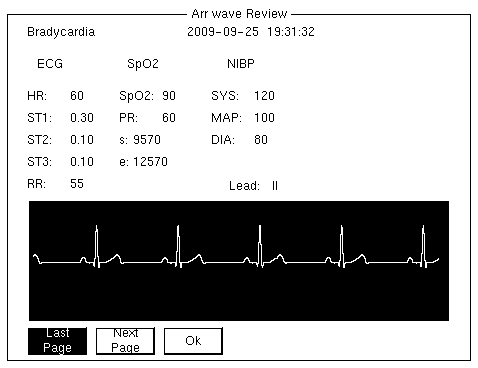 Arr wave Review
Bradycardia 2009-09-25 19:31:32
ECG SpO2 NIBP
HR: 60 SpO2: 90 SYS: 120
ST1: 0.30 PR: 60 MAP: 100
ST2: 0.10 s: 9570 DIA: 80
ST3: 0.10 e: 12570
RR: 55 Lead: II
Last Page Next Page Ok